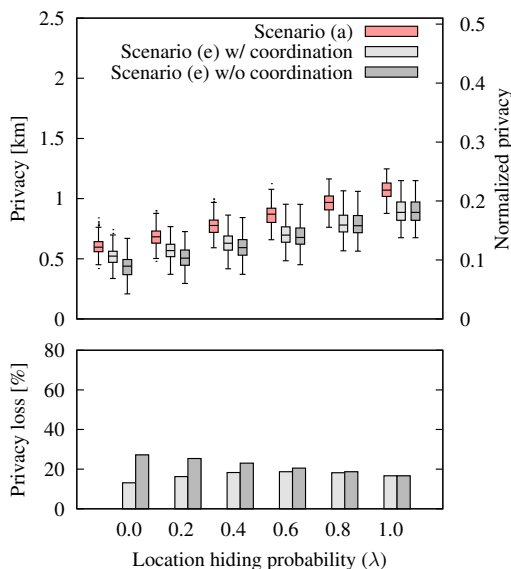 Scenario (a)
Scenario (e) w/ coordination
Scenario (e) w/o coordination
Privacy [km]
2.5
2
1.5
1
0.5
0
Normalized privacy
0.5
0.4
0.3
0.2
0.1
0
Privacy loss [%]
80
60
40
20
0
0.0 0.2 0.4 0.6 0.8 1.0
Location hiding probability (λ)